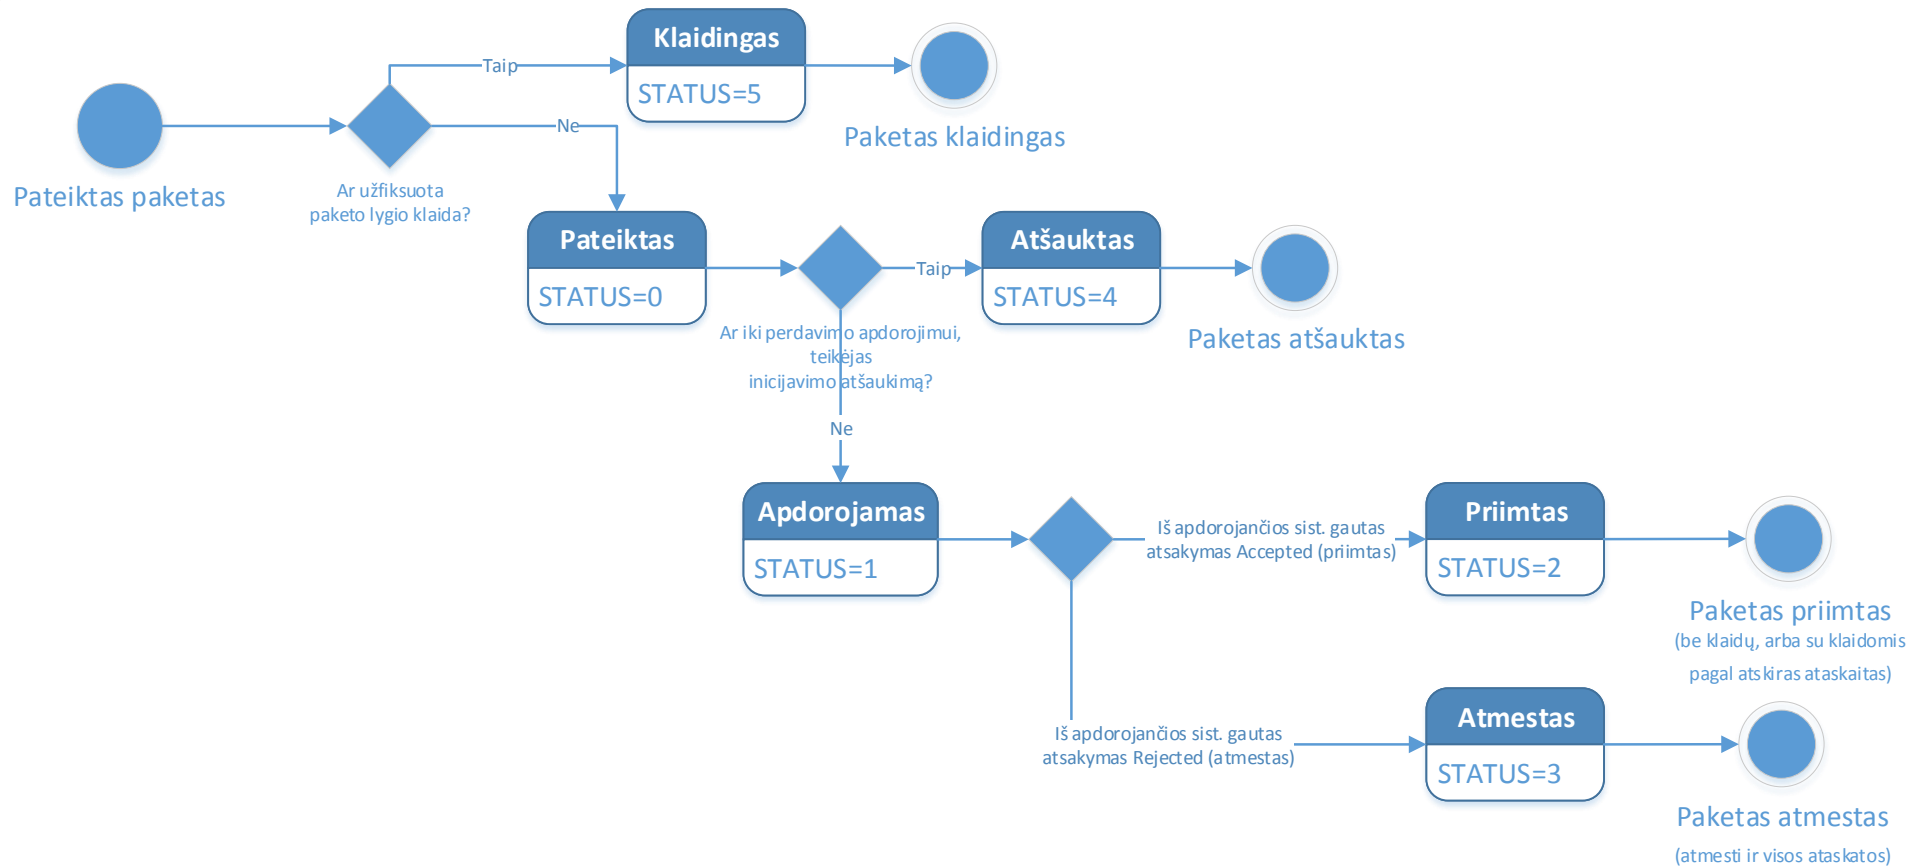 Klaidingas
STATUS=5
Taip
Paketas klaidingas
Pateiktas paketas
Ar užfiksuota
paketo lygio klaida?
Ne
Pateiktas
STATUS=0
Ar iki perdavimo apdorojimui,
teikėjas
inicijavimo atšaukimą?
Taip
Atšauktas
STATUS=4
Paketas atšauktas
Ne
Apdorojamas
STATUS=1
Iš apdorojančios sist. gautas
atsakymas Accepted (priimtas)
Priimtas
STATUS=2
Paketas priimtas
(be klaidų, arba su klaidomis
pagal atskiras ataskaitas)
Iš apdorojančios sist. gautas
atsakymas Rejected (atmestas)
Atmestas
STATUS=3
Paketas atmestas
(atmesti ir visos ataskatos)